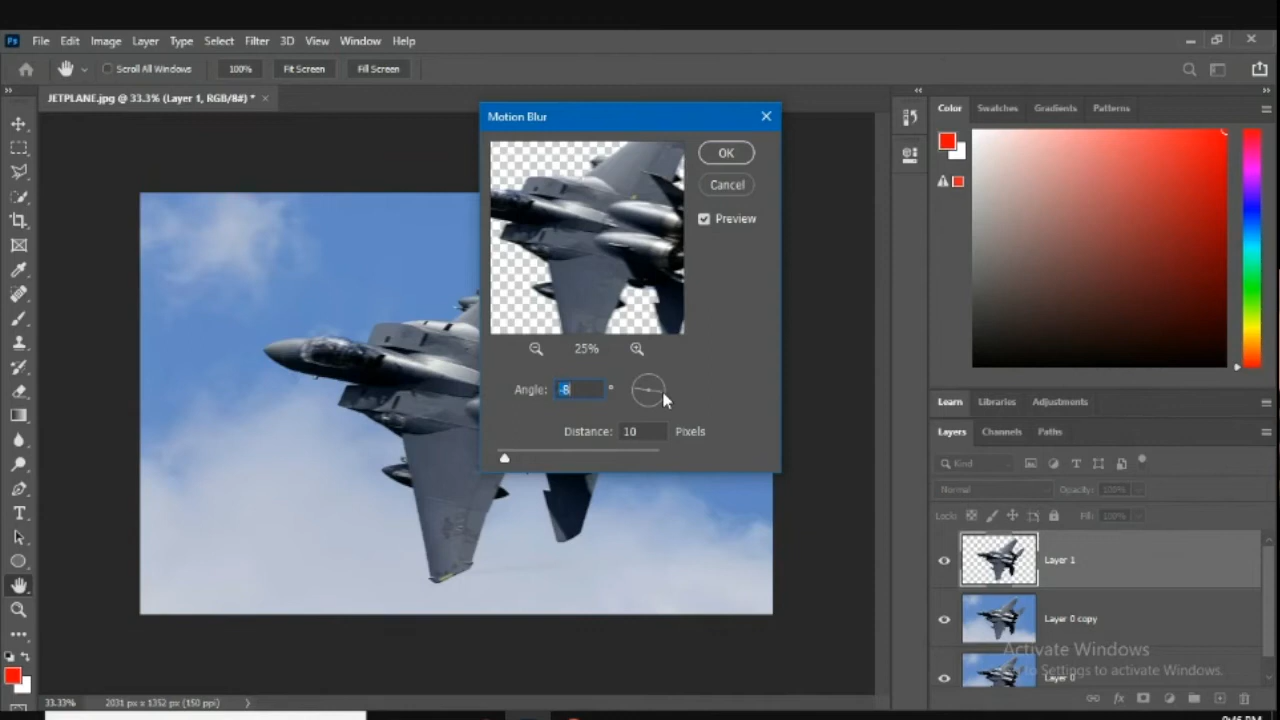 Ps File Edit Image Layer Type Select Filter 3D View Window Help
Scroll All Windows 100% Fit Screen Fill Screen
JETPLANE.jpg @ 33.3% (Layer 1, RGB/8#) * ×
Motion Blur
OK
Cancel
Preview
25%
Angle: -8 °
Distance: 10 Pixels
Color Swatches Gradients Patterns
Learn Libraries Adjustments
Layers Channels Paths
Kind
Normal Opacity: 100%
Locks: Fill: 100%
Layer 1
Layer 0 copy
Layer 0
Activate Windows
to Settings to activate Windows.
33.33% 2031 px x 1352 px (150 ppi)